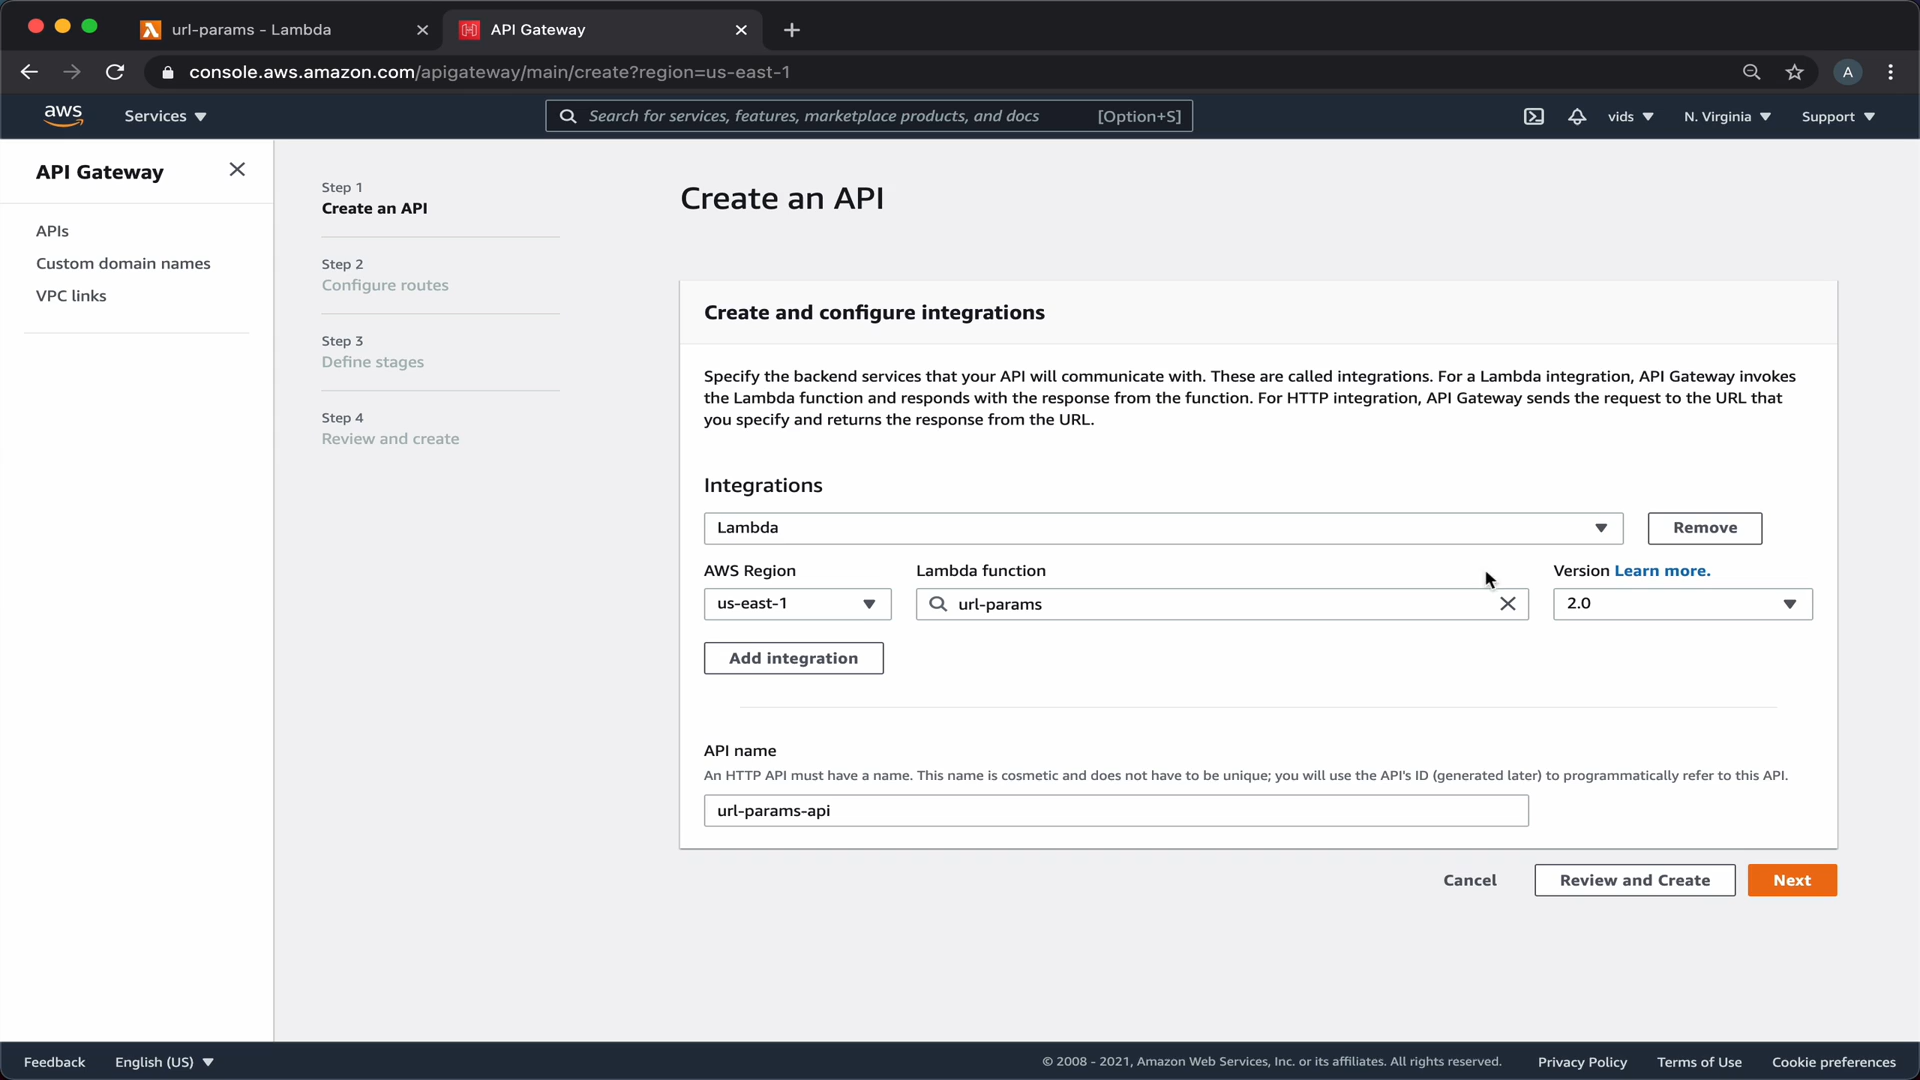 url-params - Lambda
API Gateway
console.aws.amazon.com/apigateway/main/create?region=us-east-1
A
aws
Services
Search for services, features, marketplace products, and docs
[Option+S]
vids
N. Virginia
Support
API Gateway
APIs
Custom domain names
VPC links
Step 1
Create an API
Step 2
Configure routes
Step 3
Define stages
Step 4
Review and create
Create an API
Create and configure integrations
Specify the backend services that your API will communicate with. These are called integrations. For a Lambda integration, API Gateway invokes
the Lambda function and responds with the response from the function. For HTTP integration, API Gateway sends the request to the URL that
you specify and returns the response from the URL.
Integrations
Lambda
Remove
AWS Region
Lambda function
Version Learn more.
us-east-1
url-params
2.0
Add integration
API name
An HTTP API must have a name. This name is cosmetic and does not have to be unique; you will use the API's ID (generated later) to programmatically refer to this API.
url-params-api
Cancel
Review and Create
Next
Feedback
English (US)
© 2008 - 2021, Amazon Web Services, Inc. or its affiliates. All rights reserved.
Privacy Policy
Terms of Use
Cookie preferences